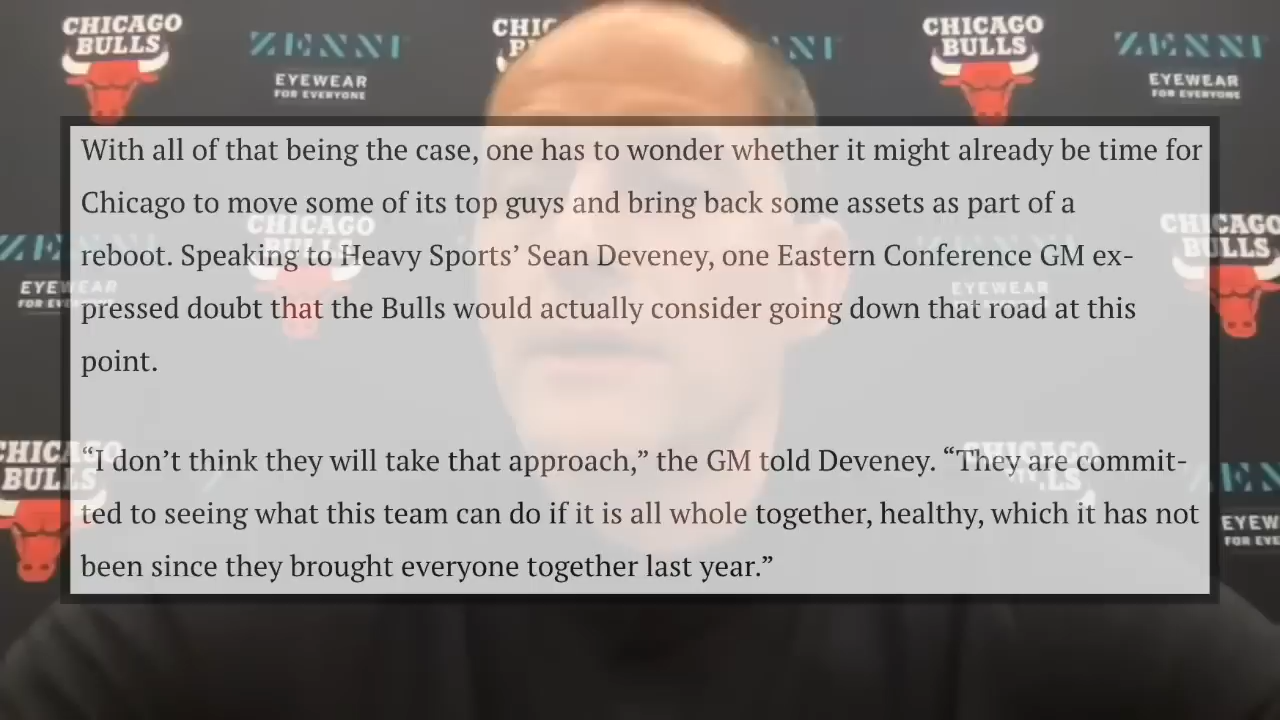 CHICAGO BULLS
ZENNI
EYEWEAR
FOR EVERYONE
CHICAGO BULLS
ZENNI
EYEWEAR
FOR EVERYONE
With all of that being the case, one has to wonder whether it might already be time for
Chicago to move some of its top guys and bring back some assets as part of a
reboot. Speaking to Heavy Sports’ Sean Deveney, one Eastern Conference GM ex-
pressed doubt that the Bulls would actually consider going down that road at this
point.
“I don’t think they will take that approach,” the GM told Deveney. “They are commit-
ted to seeing what this team can do if it is all whole together, healthy, which it has not
been since they brought everyone together last year.”